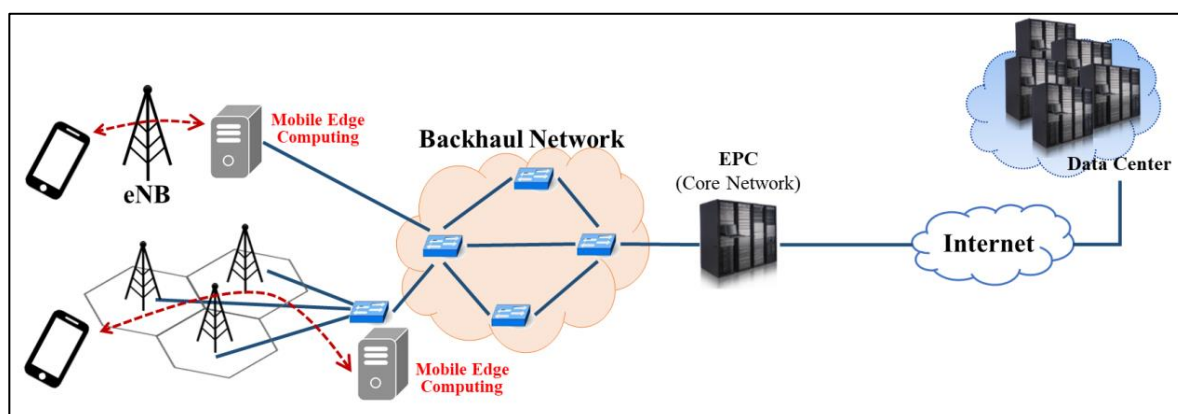 Mobile Edge
Computing
eNB
Backhaul Network
EPC
(Core Network)
Data Center
Internet
Mobile Edge
Computing